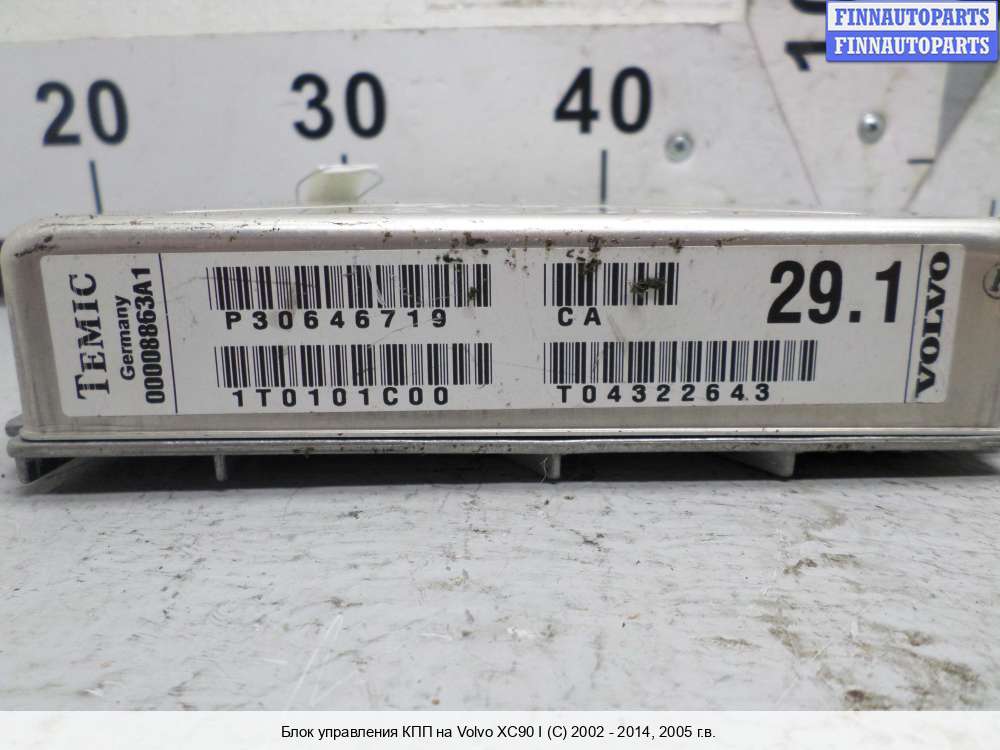 FINNAUTOPARTS
FINNAUTOPARTS
20 30 40
TEMIC
Germany
00008863A1
P30646719
CA
29.1
VOLVO
1T0101C00
T04322643
Блок управления КПП на Volvo XC90 I (C) 2002 - 2014, 2005 г.в.